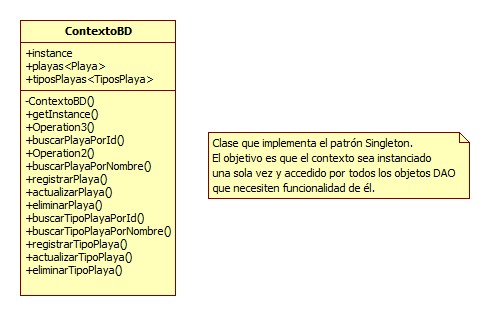 ContextoBD
+instance
+playas<Playa>
+tiposPlayas<TiposPlaya>
-ContextoBD()
+getInstance()
+Operation3()
+buscarPlayaPorId()
+Operation2()
+buscarPlayaPorNombre()
+registrarPlaya()
+actualizarPlaya()
+eliminarPlaya()
+buscarTipoPlayaPorId()
+buscarTipoPlayaPorNombre()
+registrarTipoPlaya()
+actualizarTipoPlaya()
+eliminarTipoPlaya()
Clase que implementa el patrón Singleton.
El objetivo es que el contexto sea instanciado
una sola vez y accedido por todos los objetos DAO
que necesiten funcionalidad de él.